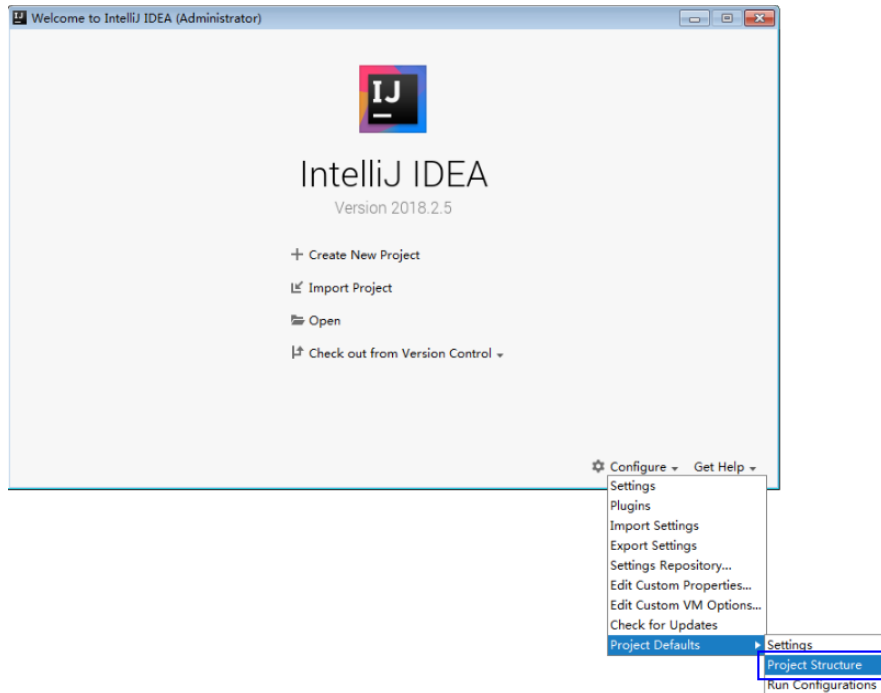 Welcome to IntelliJ IDEA (Administrator)
IJ
IntelliJ IDEA
Version 2018.2.5
Create New Project
Import Project
Open
Check out from Version Control
Configure Get Help
Settings
Plugins
Import Settings
Export Settings
Settings Repository...
Edit Custom Properties...
Edit Custom VM Options...
Check for Updates
Project Defaults
Settings
Project Structure
Run Configurations